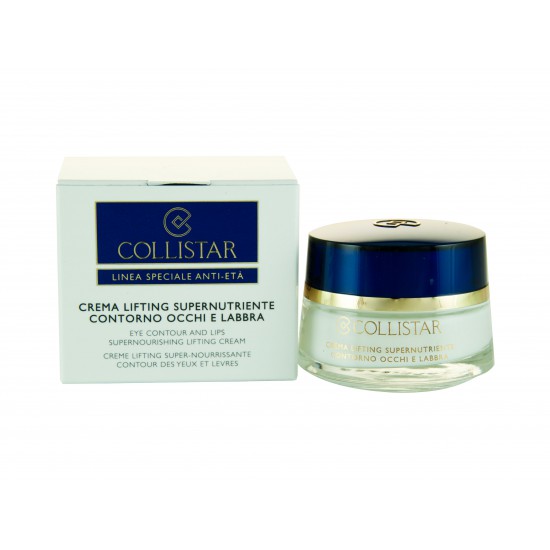 COLLISTAR
LINEA SPECIALE ANTI-ETÀ
CREMA LIFTING SUPERNUTRIENTE
CONTORNO OCCHI E LABBRA
EYE CONTOUR AND LIPS
SUPERNOURISHING LIFTING CREAM
CREME LIFTING SUPER-NOURRISSANTE
CONTOUR DES YEUX ET LEVRES
COLLISTAR
CREMA LIFTING SUPERNUTRIENTE
CONTORNO OCCHI E LABBRA